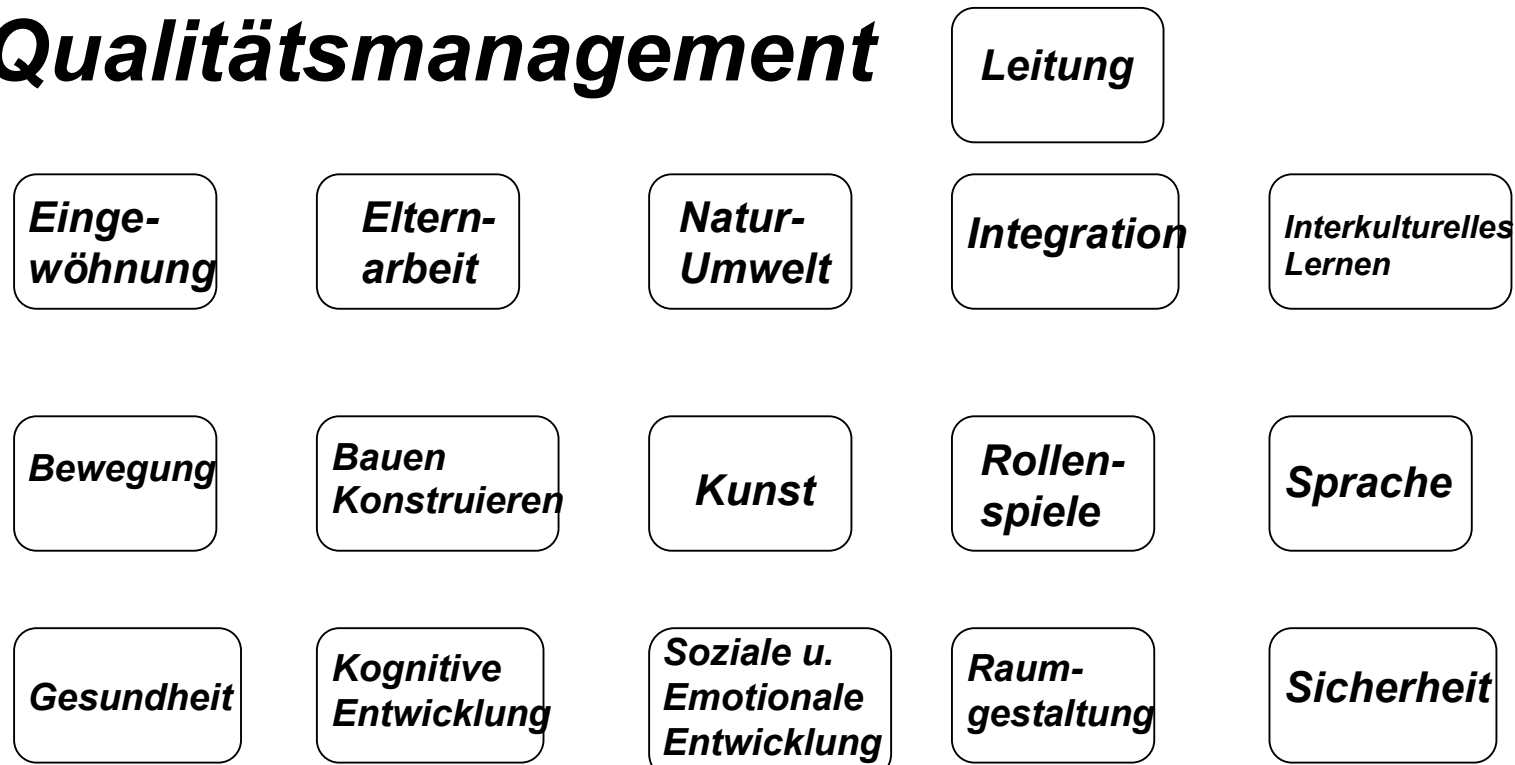 Qualitätsmanagement
Leitung
Einge-
wöhnung
Eltern-
arbeit
Natur-
Umwelt
Integration
Interkulturelles
Lernen
Bewegung
Bauen
Konstruieren
Kunst
Rollen-
spiele
Sprache
Gesundheit
Kognitive
Entwicklung
Soziale u.
Emotionale
Entwicklung
Raum-
gestaltung
Sicherheit